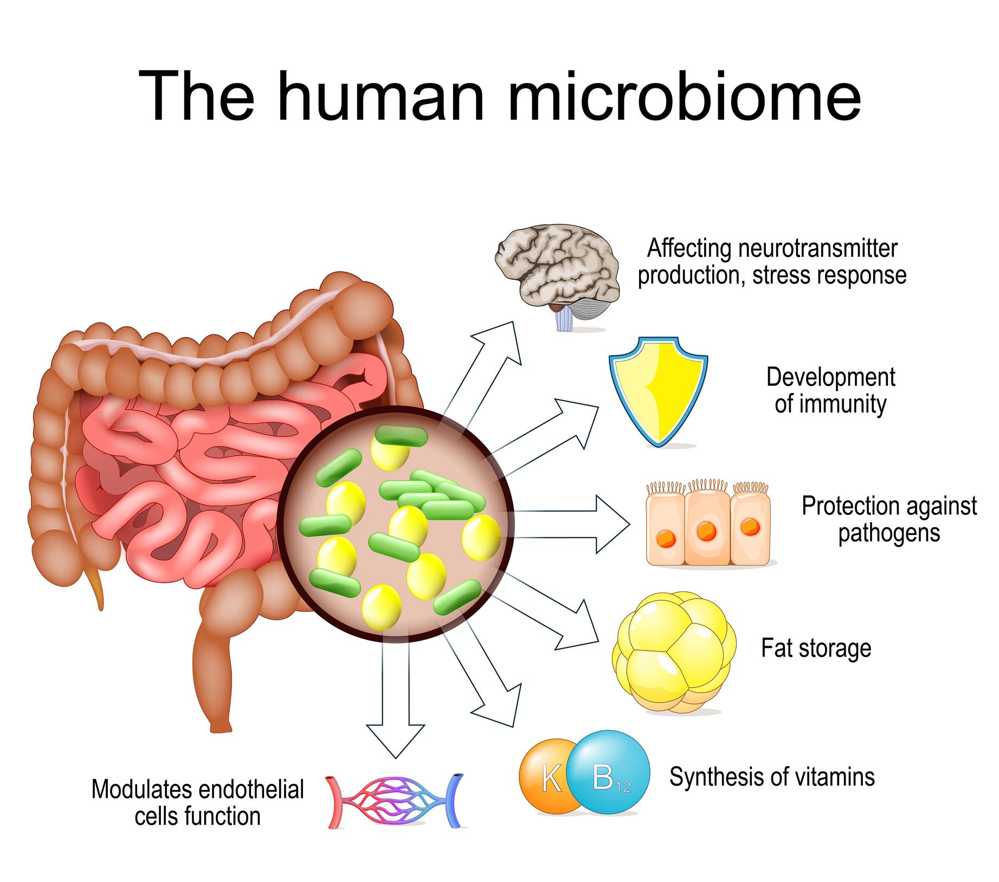 The human microbiome
Affecting neurotransmitter
production, stress response
Development
of immunity
Protection against
pathogens
Fat storage
K B₁₂
Synthesis of vitamins
Modulates endothelial
cells function